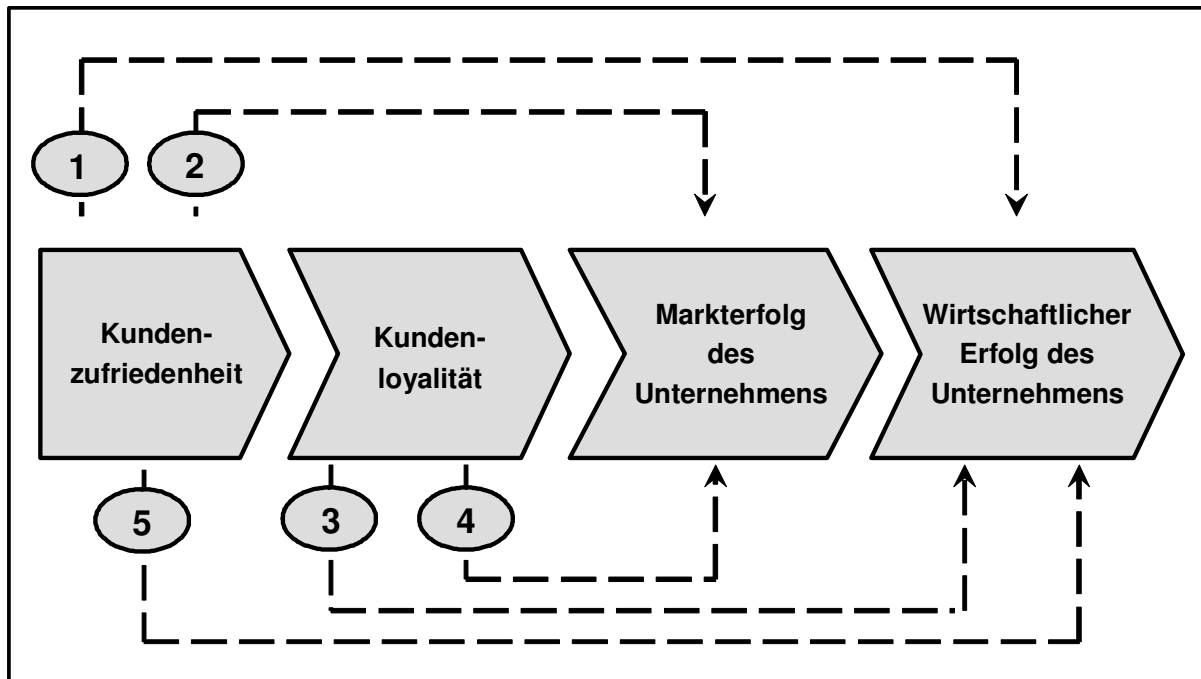 1
2
Kunden-
zufriedenheit
Kunden-
loyalität
Markterfolg
des
Unternehmens
Wirtschaftlicher
Erfolg des
Unternehmens
5
3
4